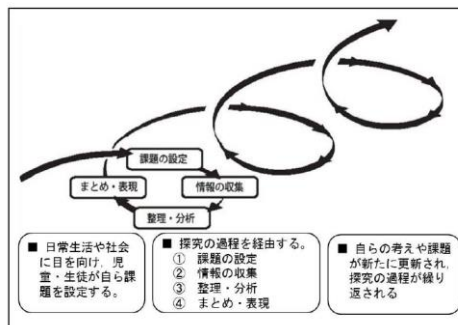 課題の設定
まとめ・表現
情報の収集
整理・分析
■ 日常生活や社会
に目を向け，児
童・生徒が自ら課
題を設定する。
■ 探究の過程を経由する。
① 課題の設定
② 情報の収集
③ 整理・分析
④ まとめ・表現
■ 自らの考えや課題
が新たに更新され，
探究の過程が繰り
返される